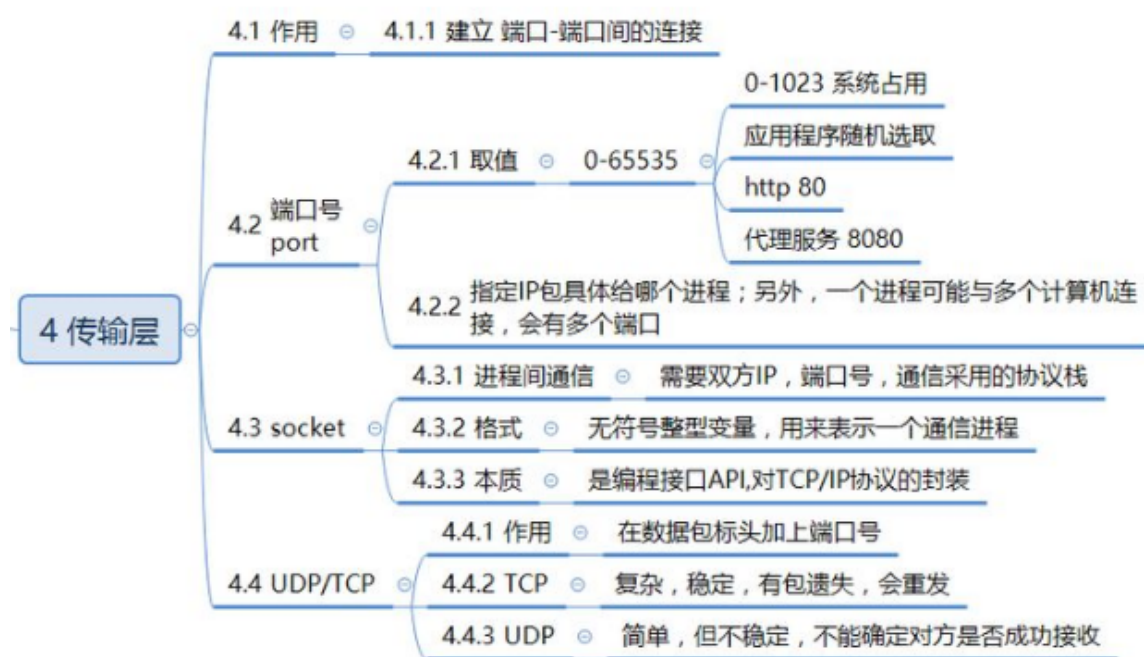 4 传输层
4.1 作用
4.1.1 建立 端口-端口间的连接
4.2 端口号
port
4.2.1 取值
0-65535
0-1023 系统占用
应用程序随机选取
http 80
代理服务 8080
4.2.2 指定IP包具体给哪个进程；另外，一个进程可能与多个计算机连
接，会有多个端口
4.3 socket
4.3.1 进程间通信
需要双方IP，端口号，通信采用的协议栈
4.3.2 格式
无符号整型变量，用来表示一个通信进程
4.3.3 本质
是编程接口API,对TCP/IP协议的封装
4.4 UDP/TCP
4.4.1 作用
在数据包标头加上端口号
4.4.2 TCP
复杂，稳定，有包遗失，会重发
4.4.3 UDP
简单，但不稳定，不能确定对方是否成功接收